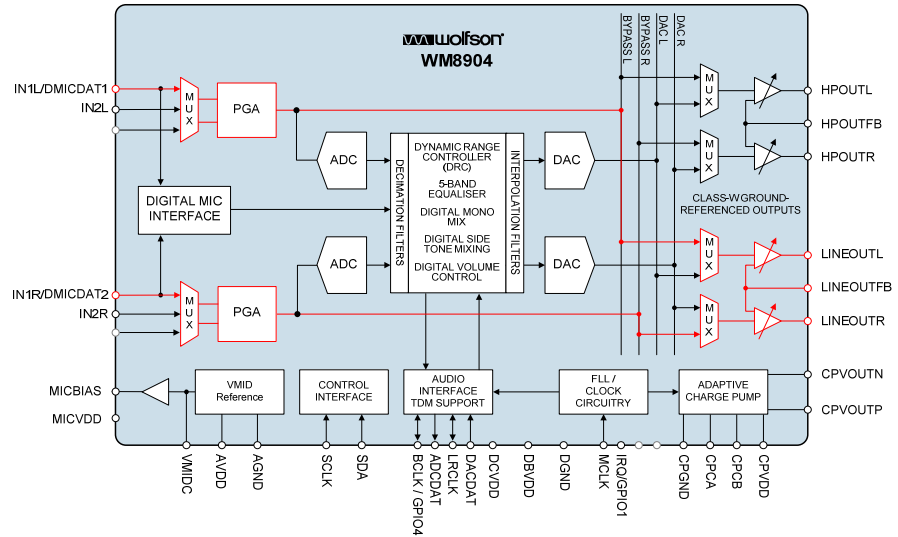 wolfson
WM8904
BYPASS L
BYPASS R
DAC L
DAC R
IN1L/DMICDAT1
IN2L
MUX
PGA
MUX
HPOUTL
HPOUTFB
MUX
HPOUTR
ADC
DECIMATION FILTERS
DYNAMIC RANGE
CONTROLLER
(DRC)
5-BAND
EQUALISER
DIGITAL MONO
MIX
DIGITAL SIDE
TONE MIXING
DIGITAL VOLUME
CONTROL
INTERPOLATION FILTERS
DAC
DIGITAL MIC
INTERFACE
CLASS-W GROUND-
REFERENCED OUTPUTS
ADC
DAC
MUX
LINEOUTL
LINEOUTFB
IN1R/DMICDAT2
IN2R
MUX
PGA
MUX
LINEOUTR
MICBIAS
MICVDD
VMID
Reference
CONTROL
INTERFACE
AUDIO
INTERFACE
TDM SUPPORT
FLL /
CLOCK
CIRCUITRY
ADAPTIVE
CHARGE PUMP
CPVOUTN
CPVOUTP
VMIDC
AVDD
AGND
SCLK
SDA
BCLK / GPIO4
ADCDAT
LRCLK
DACDAT
DCVDD
DBVDD
DGND
MCLK
IRQ/GPIO1
CPGND
CPCA
CPCB
CPVDD